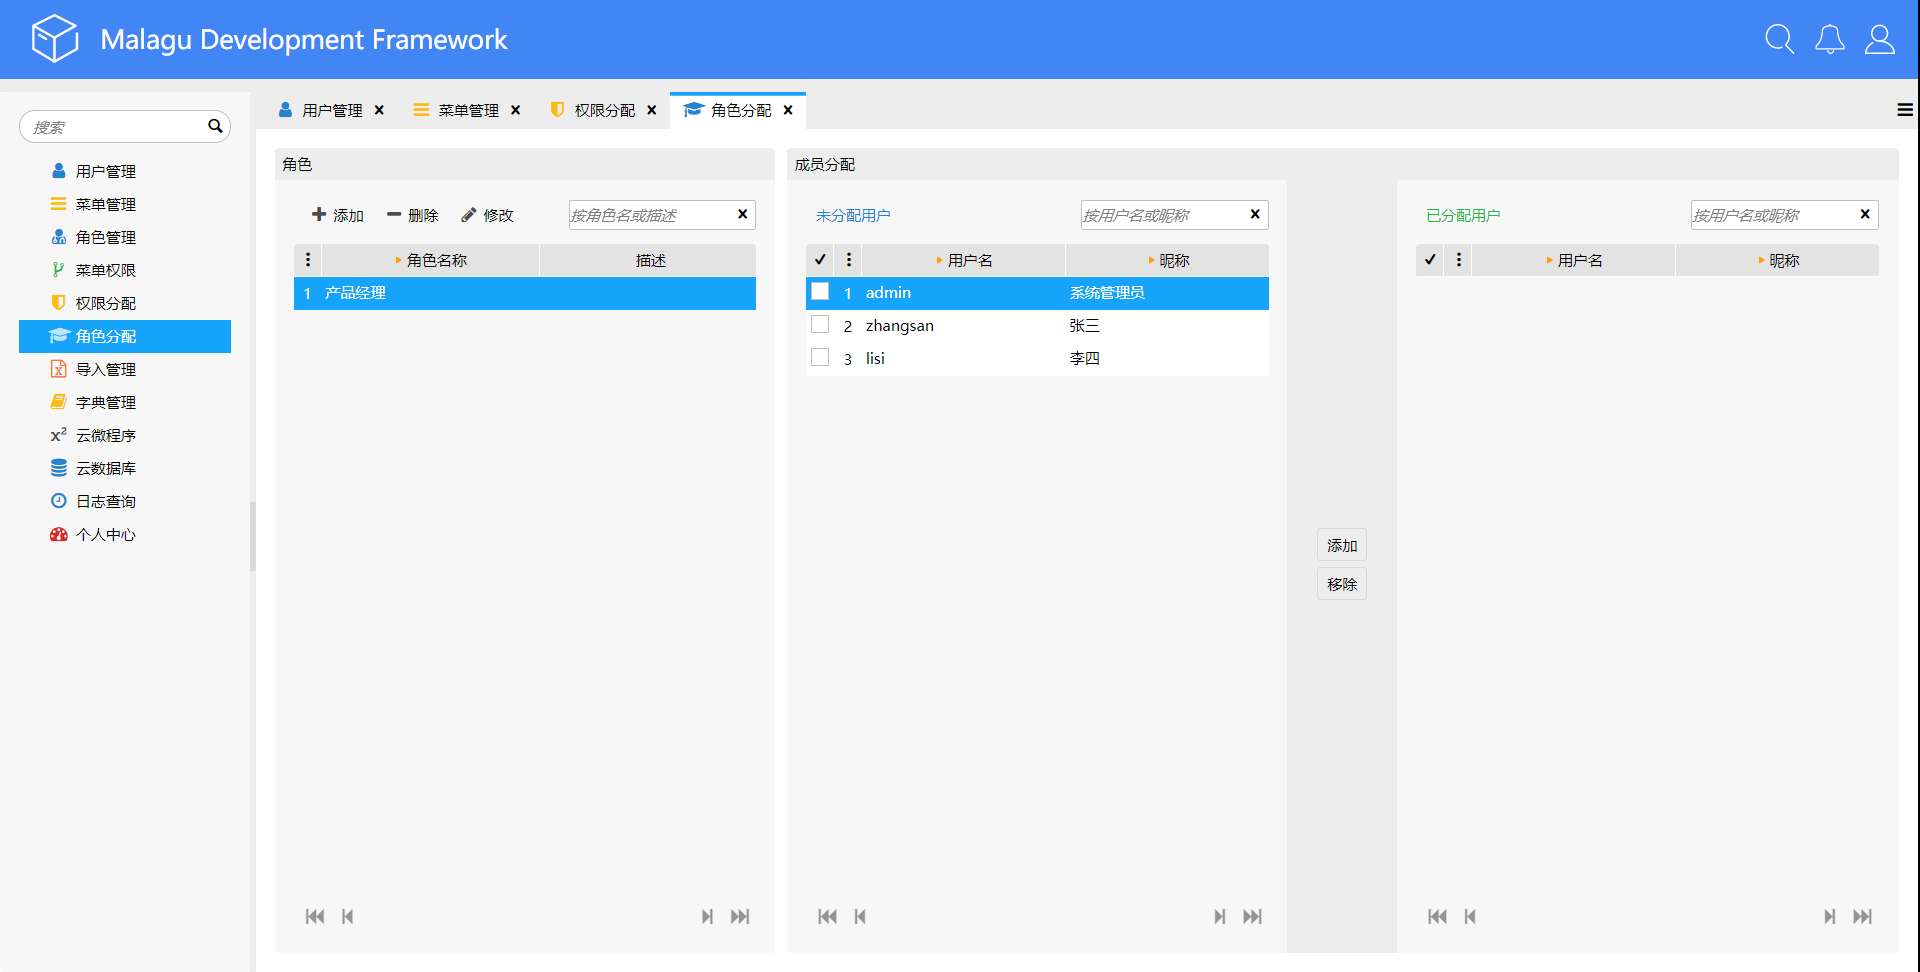 Malagu Development Framework
搜索
用户管理
菜单管理
角色管理
菜单权限
权限分配
角色分配
导入管理
字典管理
x² 云微程序
云数据库
日志查询
个人中心
用户管理 菜单管理 权限分配 角色分配
角色
添加 删除 修改 按角色名或描述
角色名称 描述
1 产品经理
成员分配
未分配用户 按用户名或昵称
用户名 昵称
1 admin 系统管理员
2 zhangsan 张三
3 lisi 李四
添加
移除
已分配用户 按用户名或昵称
用户名 昵称